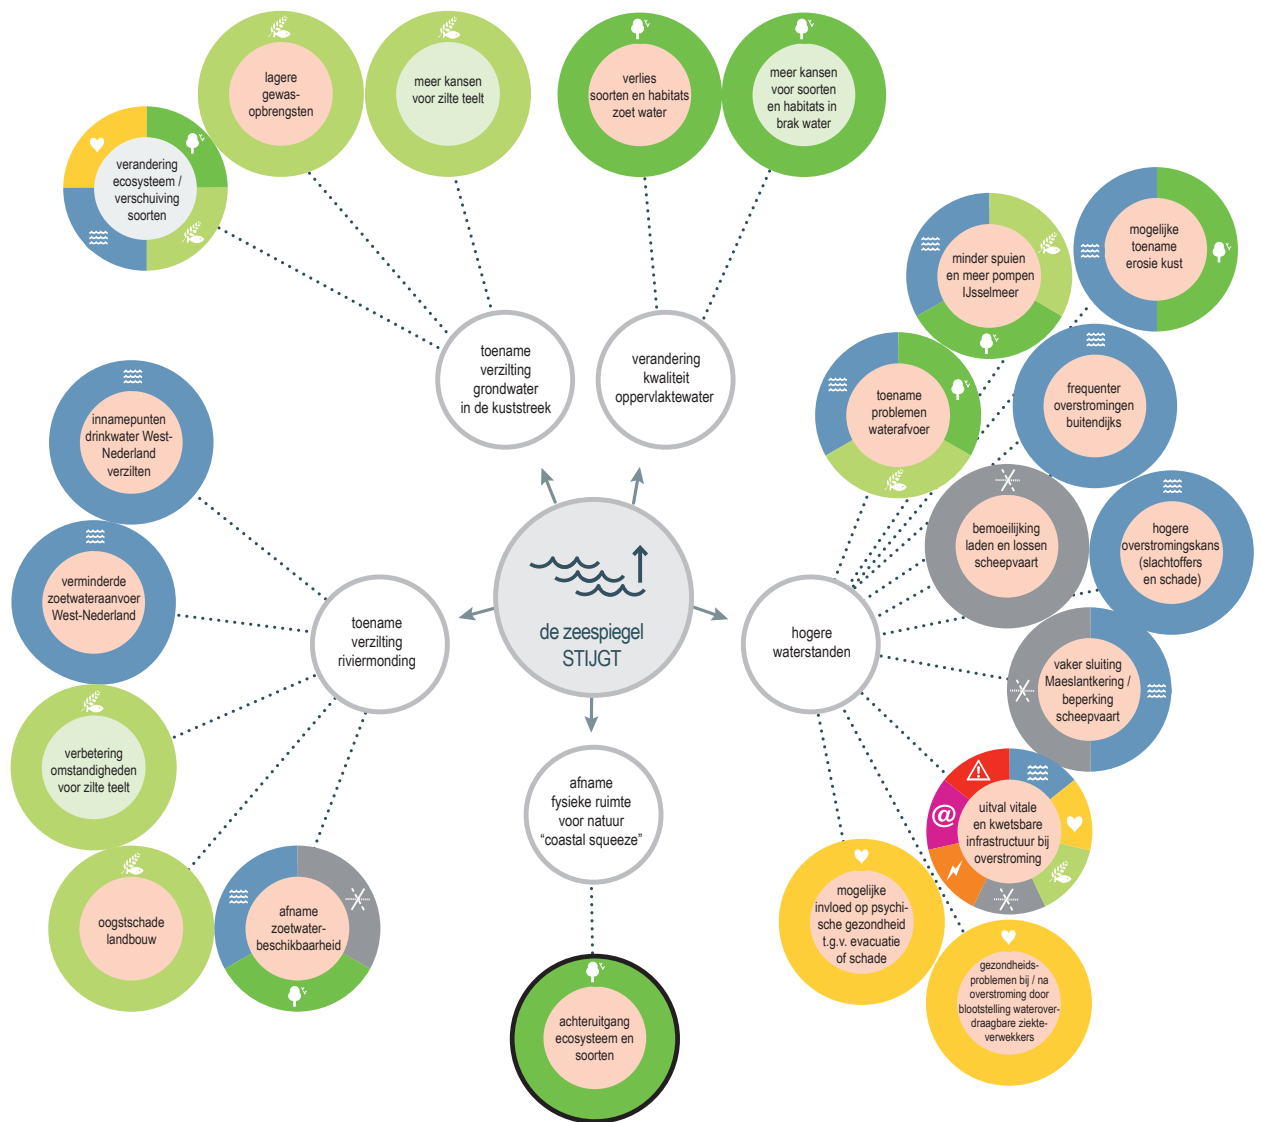 lagere
gewas-
opbrengsten
meer kansen
voor zilte teelt
verlies
soorten en habitats
zoet water
meer kansen
voor soorten
en habitats in
brak water
verandering
ecosysteem /
verschuiving
soorten
mogelijke
toename
erosie kust
minder spuien
en meer pompen
IJsselmeer
toename
verzilting
grondwater
in de kuststreek
verandering
kwaliteit
oppervlaktewater
toename
problemen
waterafvoer
frequenter
overstromingen
buitendijks
innamepunten
drinkwater West-
Nederland
verzilten
bemoeilijking
laden en lossen
scheepvaart
hogere
overstromingskans
(slachtoffers
en schade)
verminderde
zoetwateraanvoer
West-Nederland
toename
verzilting
riviermonding
de zeespiegel
STIJGT
hogere
waterstanden
vaker sluiting
Maeslantkering /
beperking
scheepvaart
verbetering
omstandigheden
voor zilte teelt
afname
fysieke ruimte
voor natuur
“coastal squeeze”
@
uitval vitale
en kwetsbare
infrastructuur bij
overstroming
oogstschade
landbouw
afname
zoetwater-
beschikbaarheid
mogelijke
invloed op psychi-
sche gezondheid
t.g.v. evacuatie
of schade
gezondheids-
problemen bij / na
overstroming door
blootstelling waterover-
draagbare ziekte-
verwekkers
achteruitgang
ecosysteem en
soorten